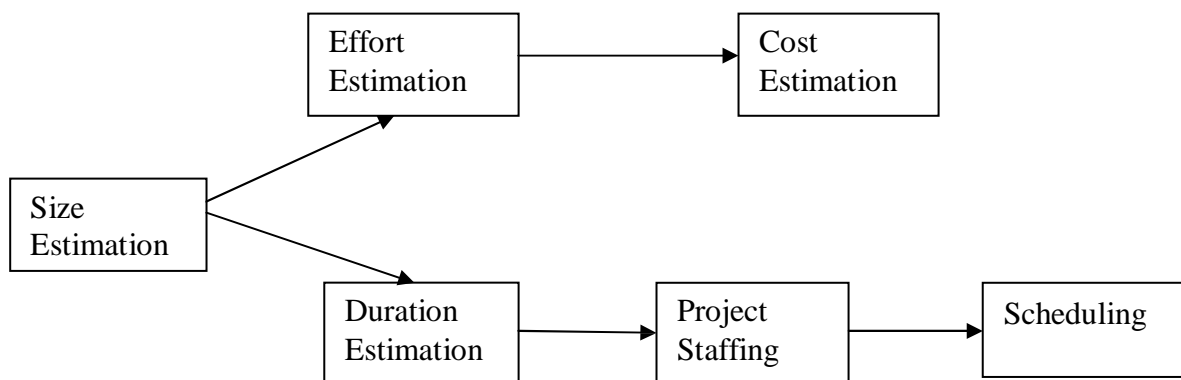 Effort
Estimation
Cost
Estimation
Size
Estimation
Duration
Estimation
Project
Staffing
Scheduling